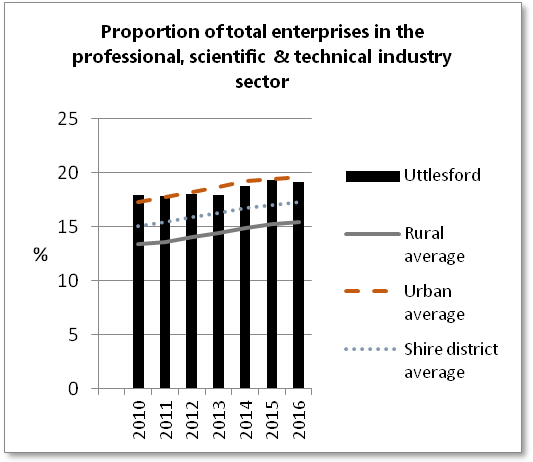 Proportion of total enterprises in the
professional, scientific & technical industry
sector
25
20
15
10
5
0
%
2010
2011
2012
2013
2014
2015
2016
Uttlesford
Rural
average
Urban
average
Shire district
average